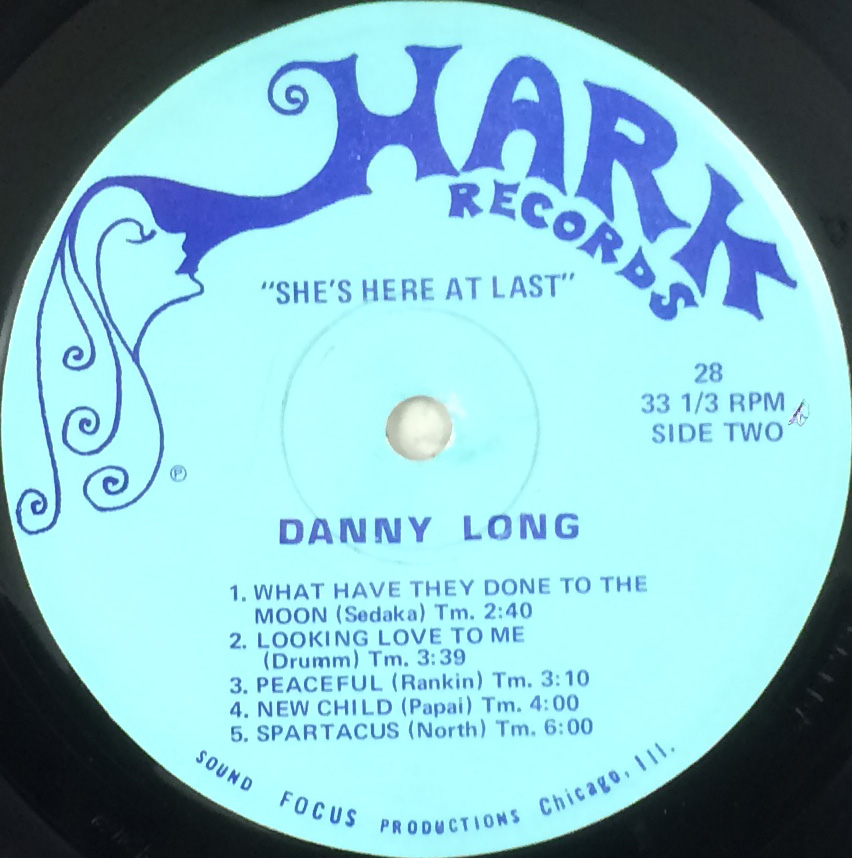 HARK
RECORDS
"SHE'S HERE AT LAST"
28
33 1/3 RPM
SIDE TWO
℗
DANNY LONG
1. WHAT HAVE THEY DONE TO THE
MOON (Sedaka) Tm. 2:40
2. LOOKING LOVE TO ME
(Drumm) Tm. 3:39
3. PEACEFUL (Rankin) Tm. 3:10
4. NEW CHILD (Papai) Tm. 4:00
5. SPARTACUS (North) Tm. 6:00
SOUND FOCUS PRODUCTIONS Chicago, Ill.